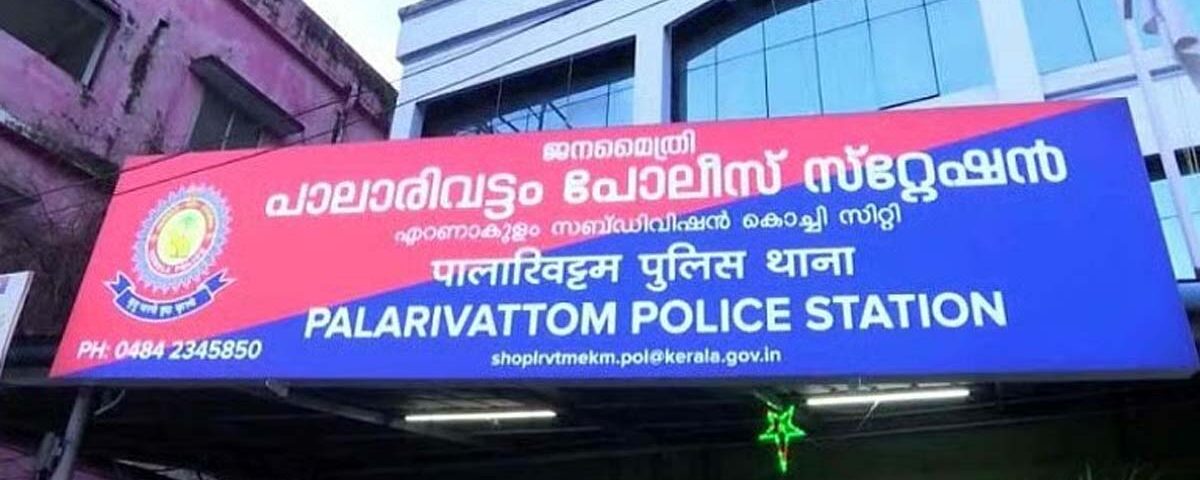 ജനമൈത്രി
പാലാരിവട്ടം പോലീസ് സ്റ്റേഷൻ
എറണാകുളം സബ്ഡിവിഷൻ കൊച്ചി സിറ്റി
पालारिवट्टम पुलिस थाना
PALARIVATTOM POLICE STATION
PH: 0484 2345850
shoplrvtmekm.pol@kerala.gov.in